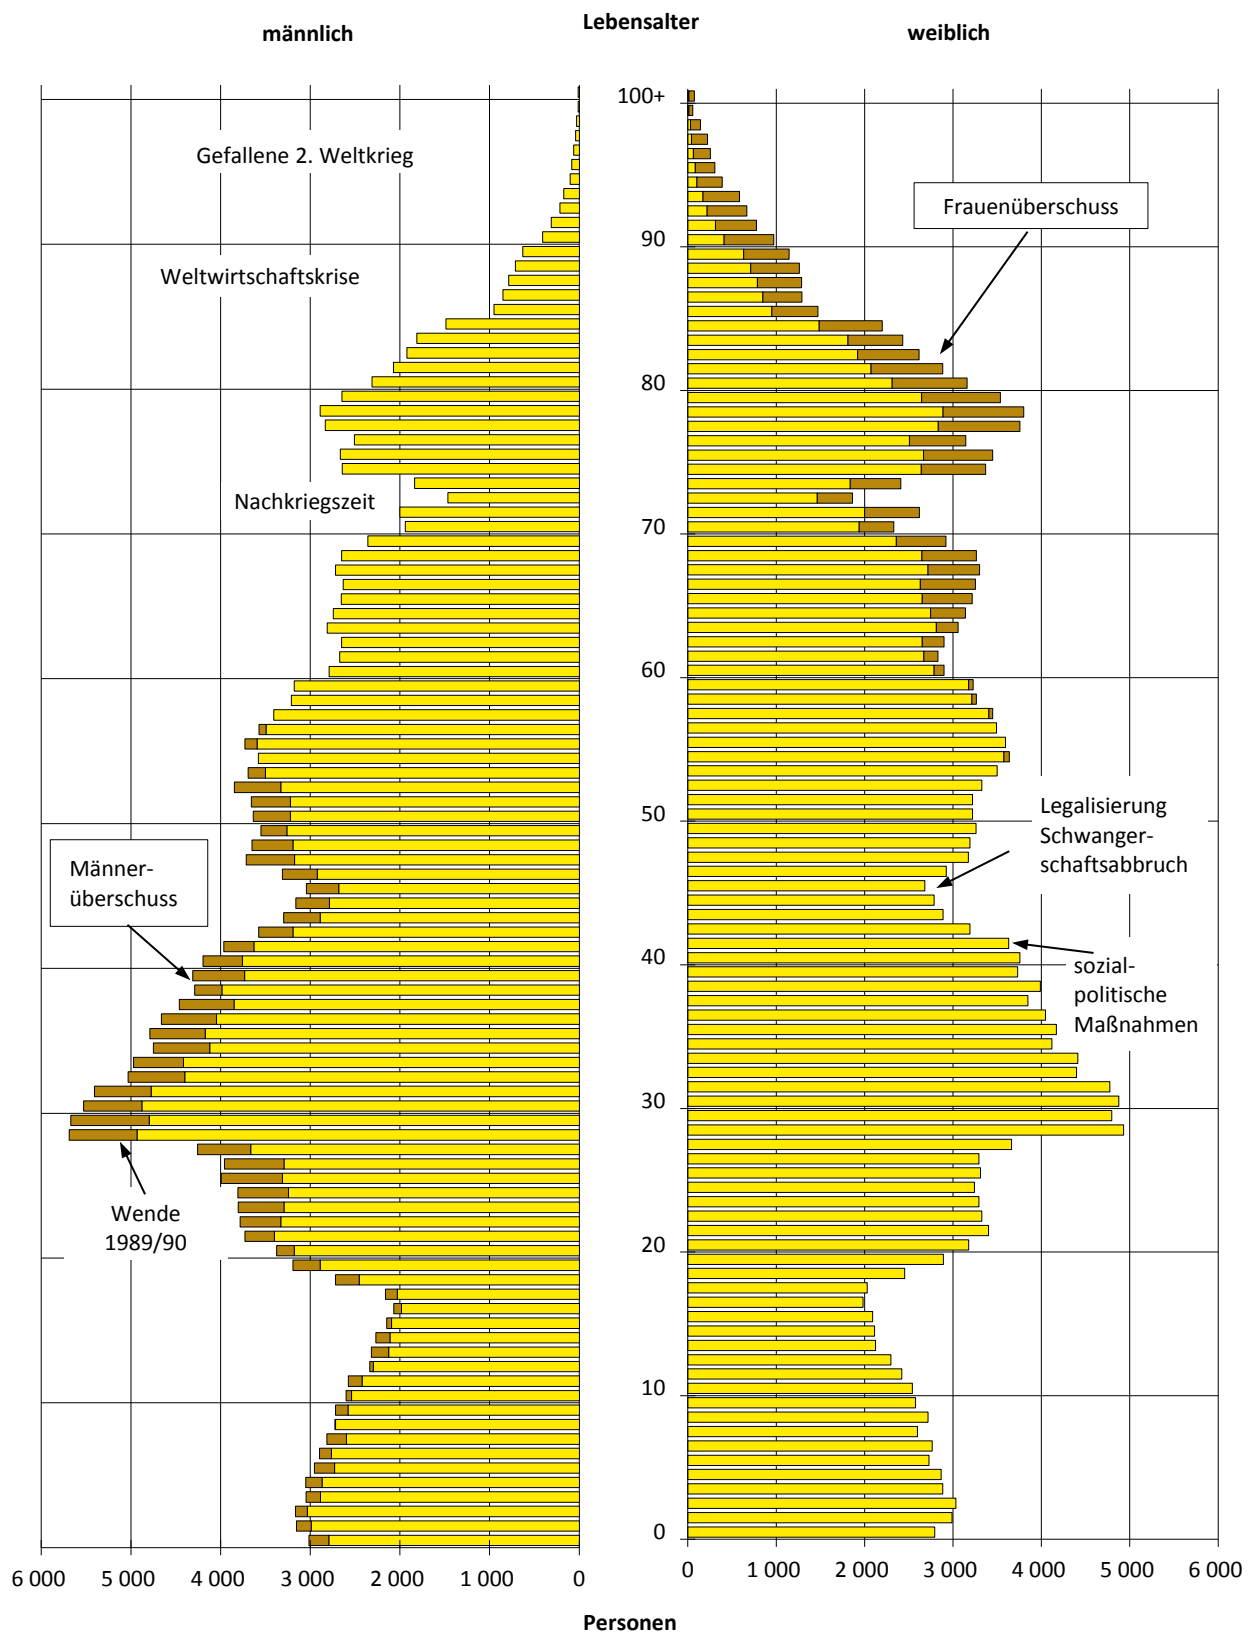 Lebensalter
männlich
weiblich
100+
Gefallene 2. Weltkrieg
Frauenüberschuss
90
Weltwirtschaftskrise
80
Nachkriegszeit
70
60
50
Legalisierung
Schwanger-
schaftsabbruch
Männer-
überschuss
40
sozial-
politische
Maßnahmen
30
Wende
1989/90
20
10
0
6 000 5 000 4 000 3 000 2 000 1 000 0
0 1 000 2 000 3 000 4 000 5 000 6 000
Personen